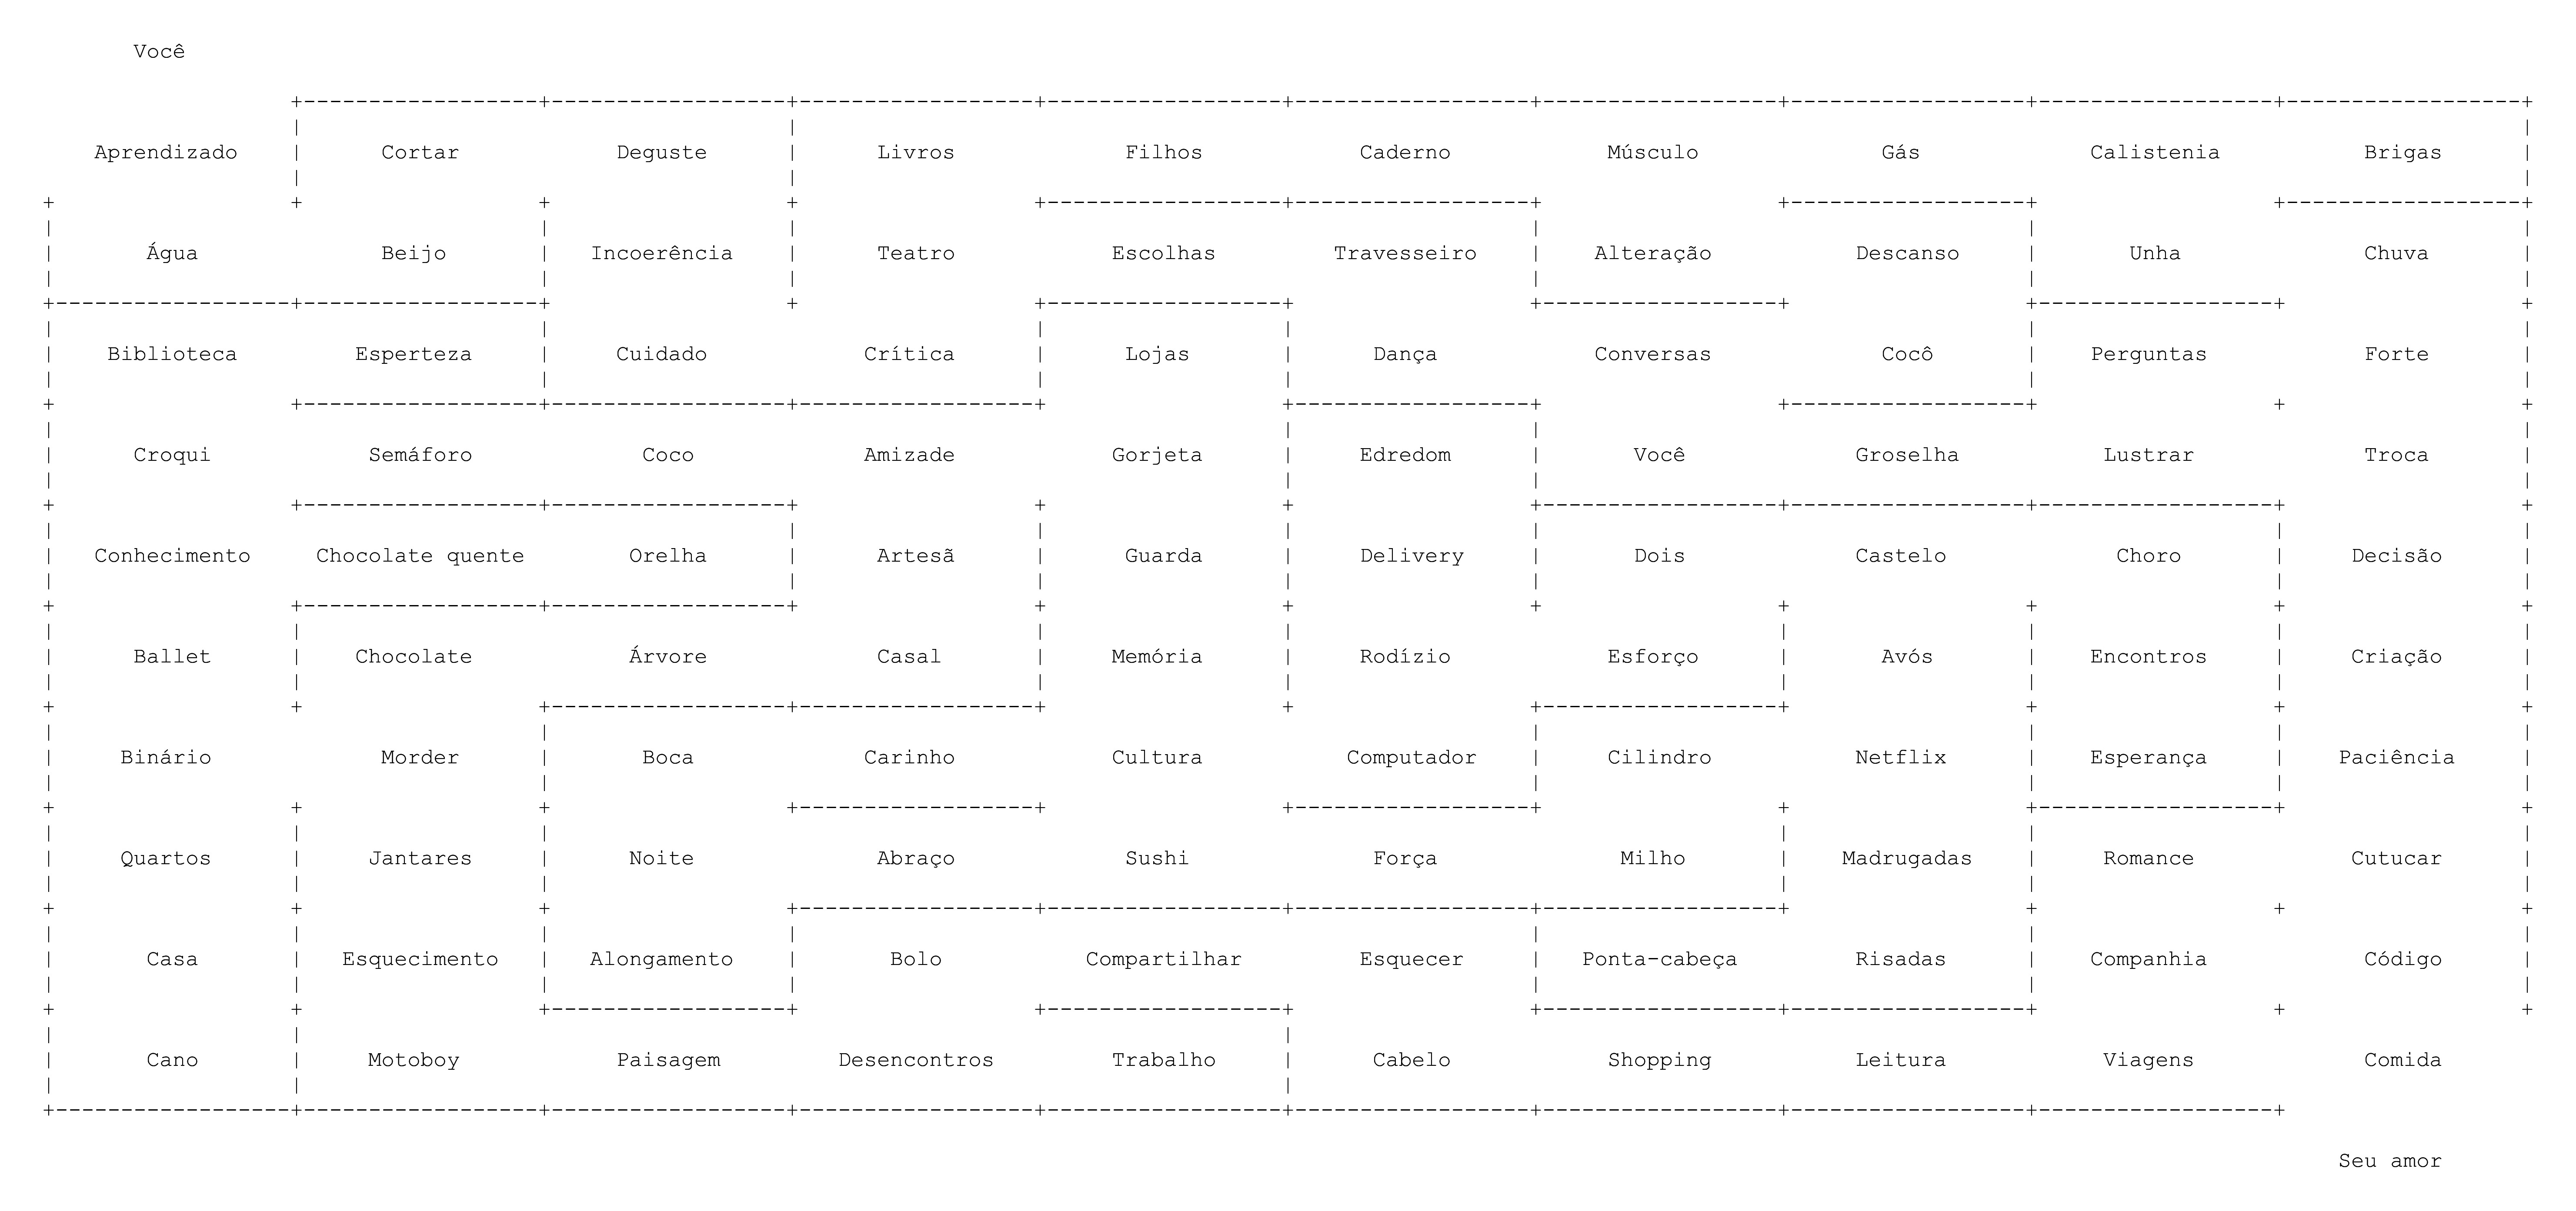 Você
Aprendizado Cortar Deguste Livros Filhos Caderno Músculo Gás Calistenia Brigas
Água Beijo Incoerência Teatro Escolhas Travesseiro Alteração Descanso Unha Chuva
Biblioteca Esperteza Cuidado Crítica Lojas Dança Conversas Cocô Perguntas Forte
Croqui Semáforo Coco Amizade Gorjeta Edredom Você Groselha Lustrar Troca
Conhecimento Chocolate quente Orelha Artesã Guarda Delivery Dois Castelo Choro Decisão
Ballet Chocolate Árvore Casal Memória Rodízio Esforço Avós Encontros Criação
Binário Morder Boca Carinho Cultura Computador Cilindro Netflix Esperança Paciência
Quartos Jantares Noite Abraço Sushi Força Milho Madrugadas Romance Cutucar
Casa Esquecimento Alongamento Bolo Compartilhar Esquecer Ponta-cabeça Risadas Companhia Código
Cano Motoboy Paisagem Desencontros Trabalho Cabelo Shopping Leitura Viagens Comida
Seu amor